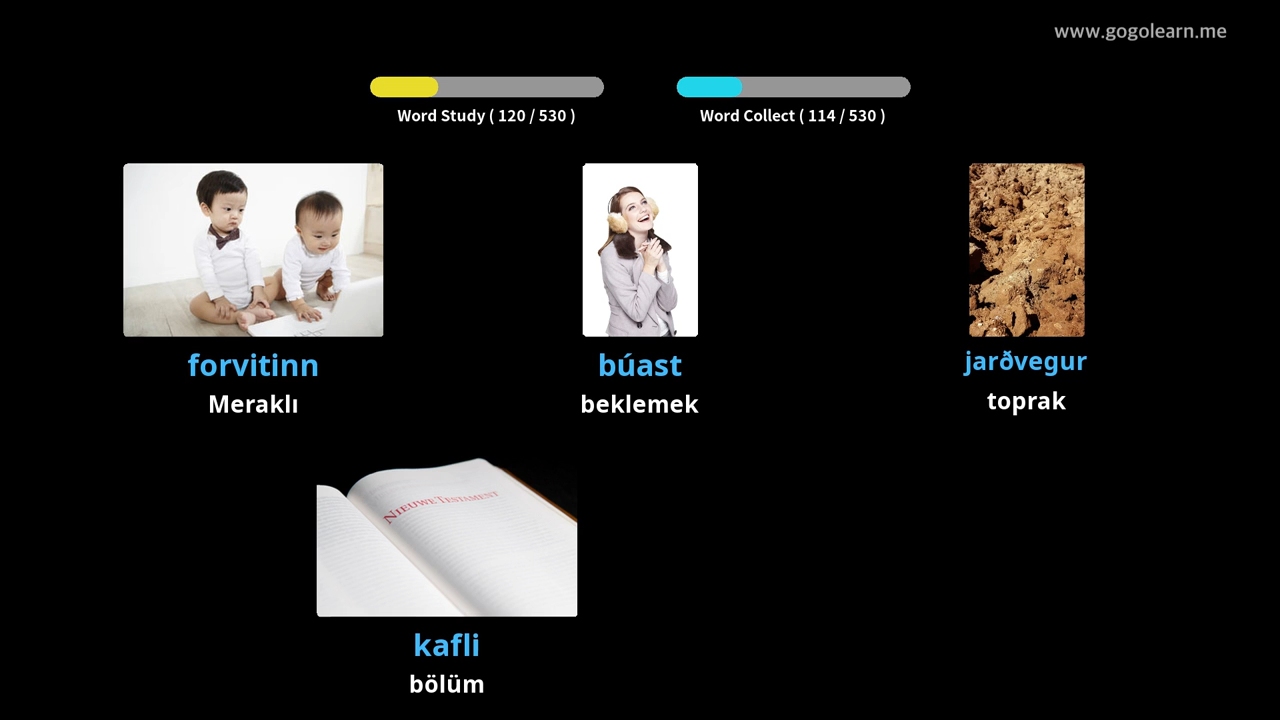 www.gogolearn.me
Word Study ( 120 / 530 )
Word Collect ( 114 / 530 )
forvitinn
Meraklı
búast
beklemek
jarðvegur
toprak
NIEUWE TESTAMENT
kafli
bölüm